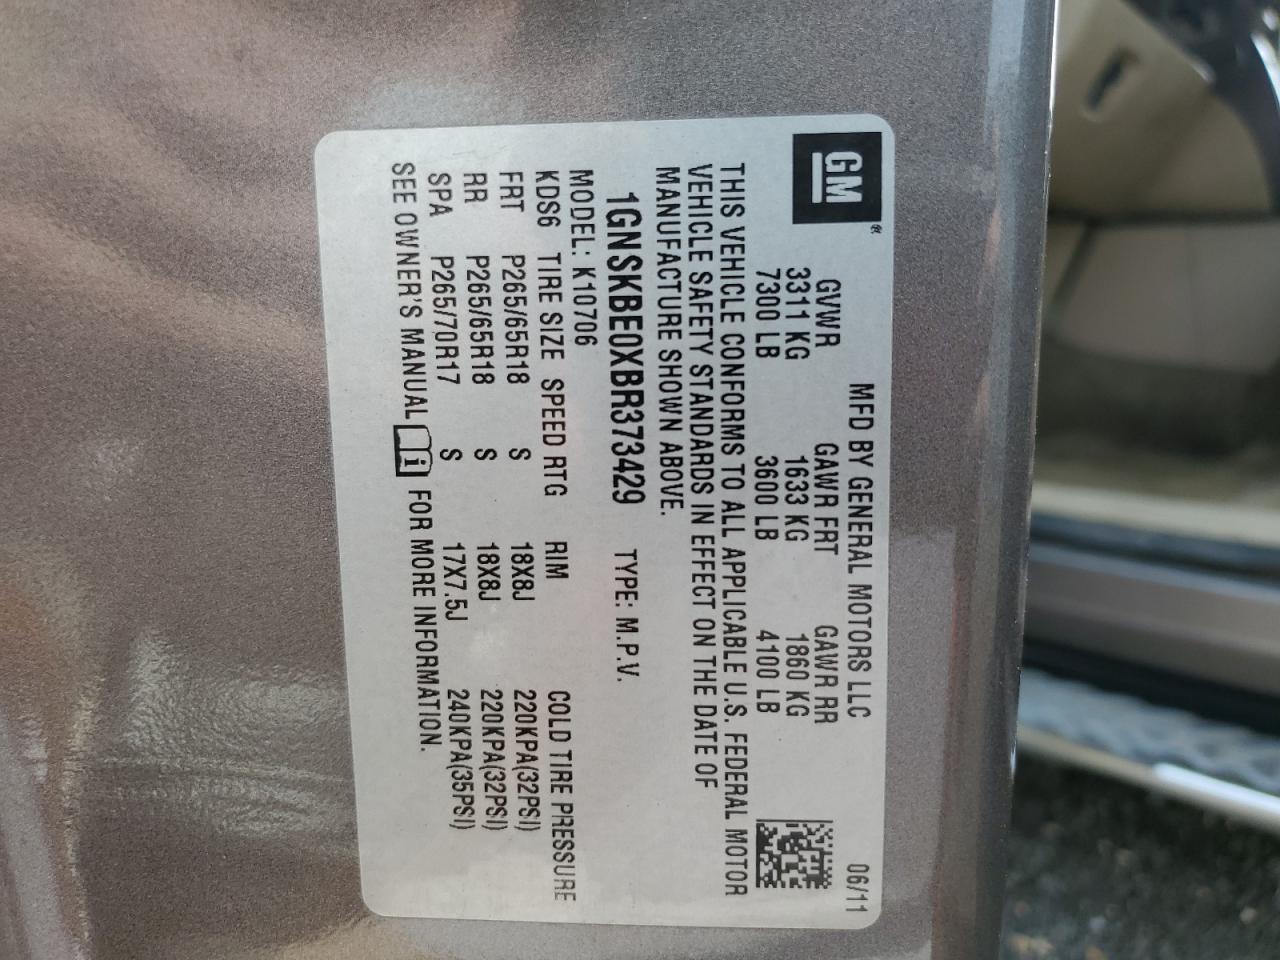 GM®
MFD BY GENERAL MOTORS LLC 06/11
GVWR GAWR FRT GAWR RR
3311 KG 1633 KG 1860 KG
7300 LB 3600 LB 4100 LB
THIS VEHICLE CONFORMS TO ALL APPLICABLE U.S. FEDERAL MOTOR
VEHICLE SAFETY STANDARDS IN EFFECT ON THE DATE OF
MANUFACTURE SHOWN ABOVE.
1GNSKBE0XBR373429 TYPE: M.P.V.
MODEL: K10706
KDS6 TIRE SIZE SPEED RTG RIM COLD TIRE PRESSURE
FRT P265/65R18 S 18X8J 220KPA(32PSI)
RR P265/65R18 S 18X8J 220KPA(32PSI)
SPA P265/70R17 S 17X7.5J 240KPA(35PSI)
SEE OWNER'S MANUAL i FOR MORE INFORMATION.